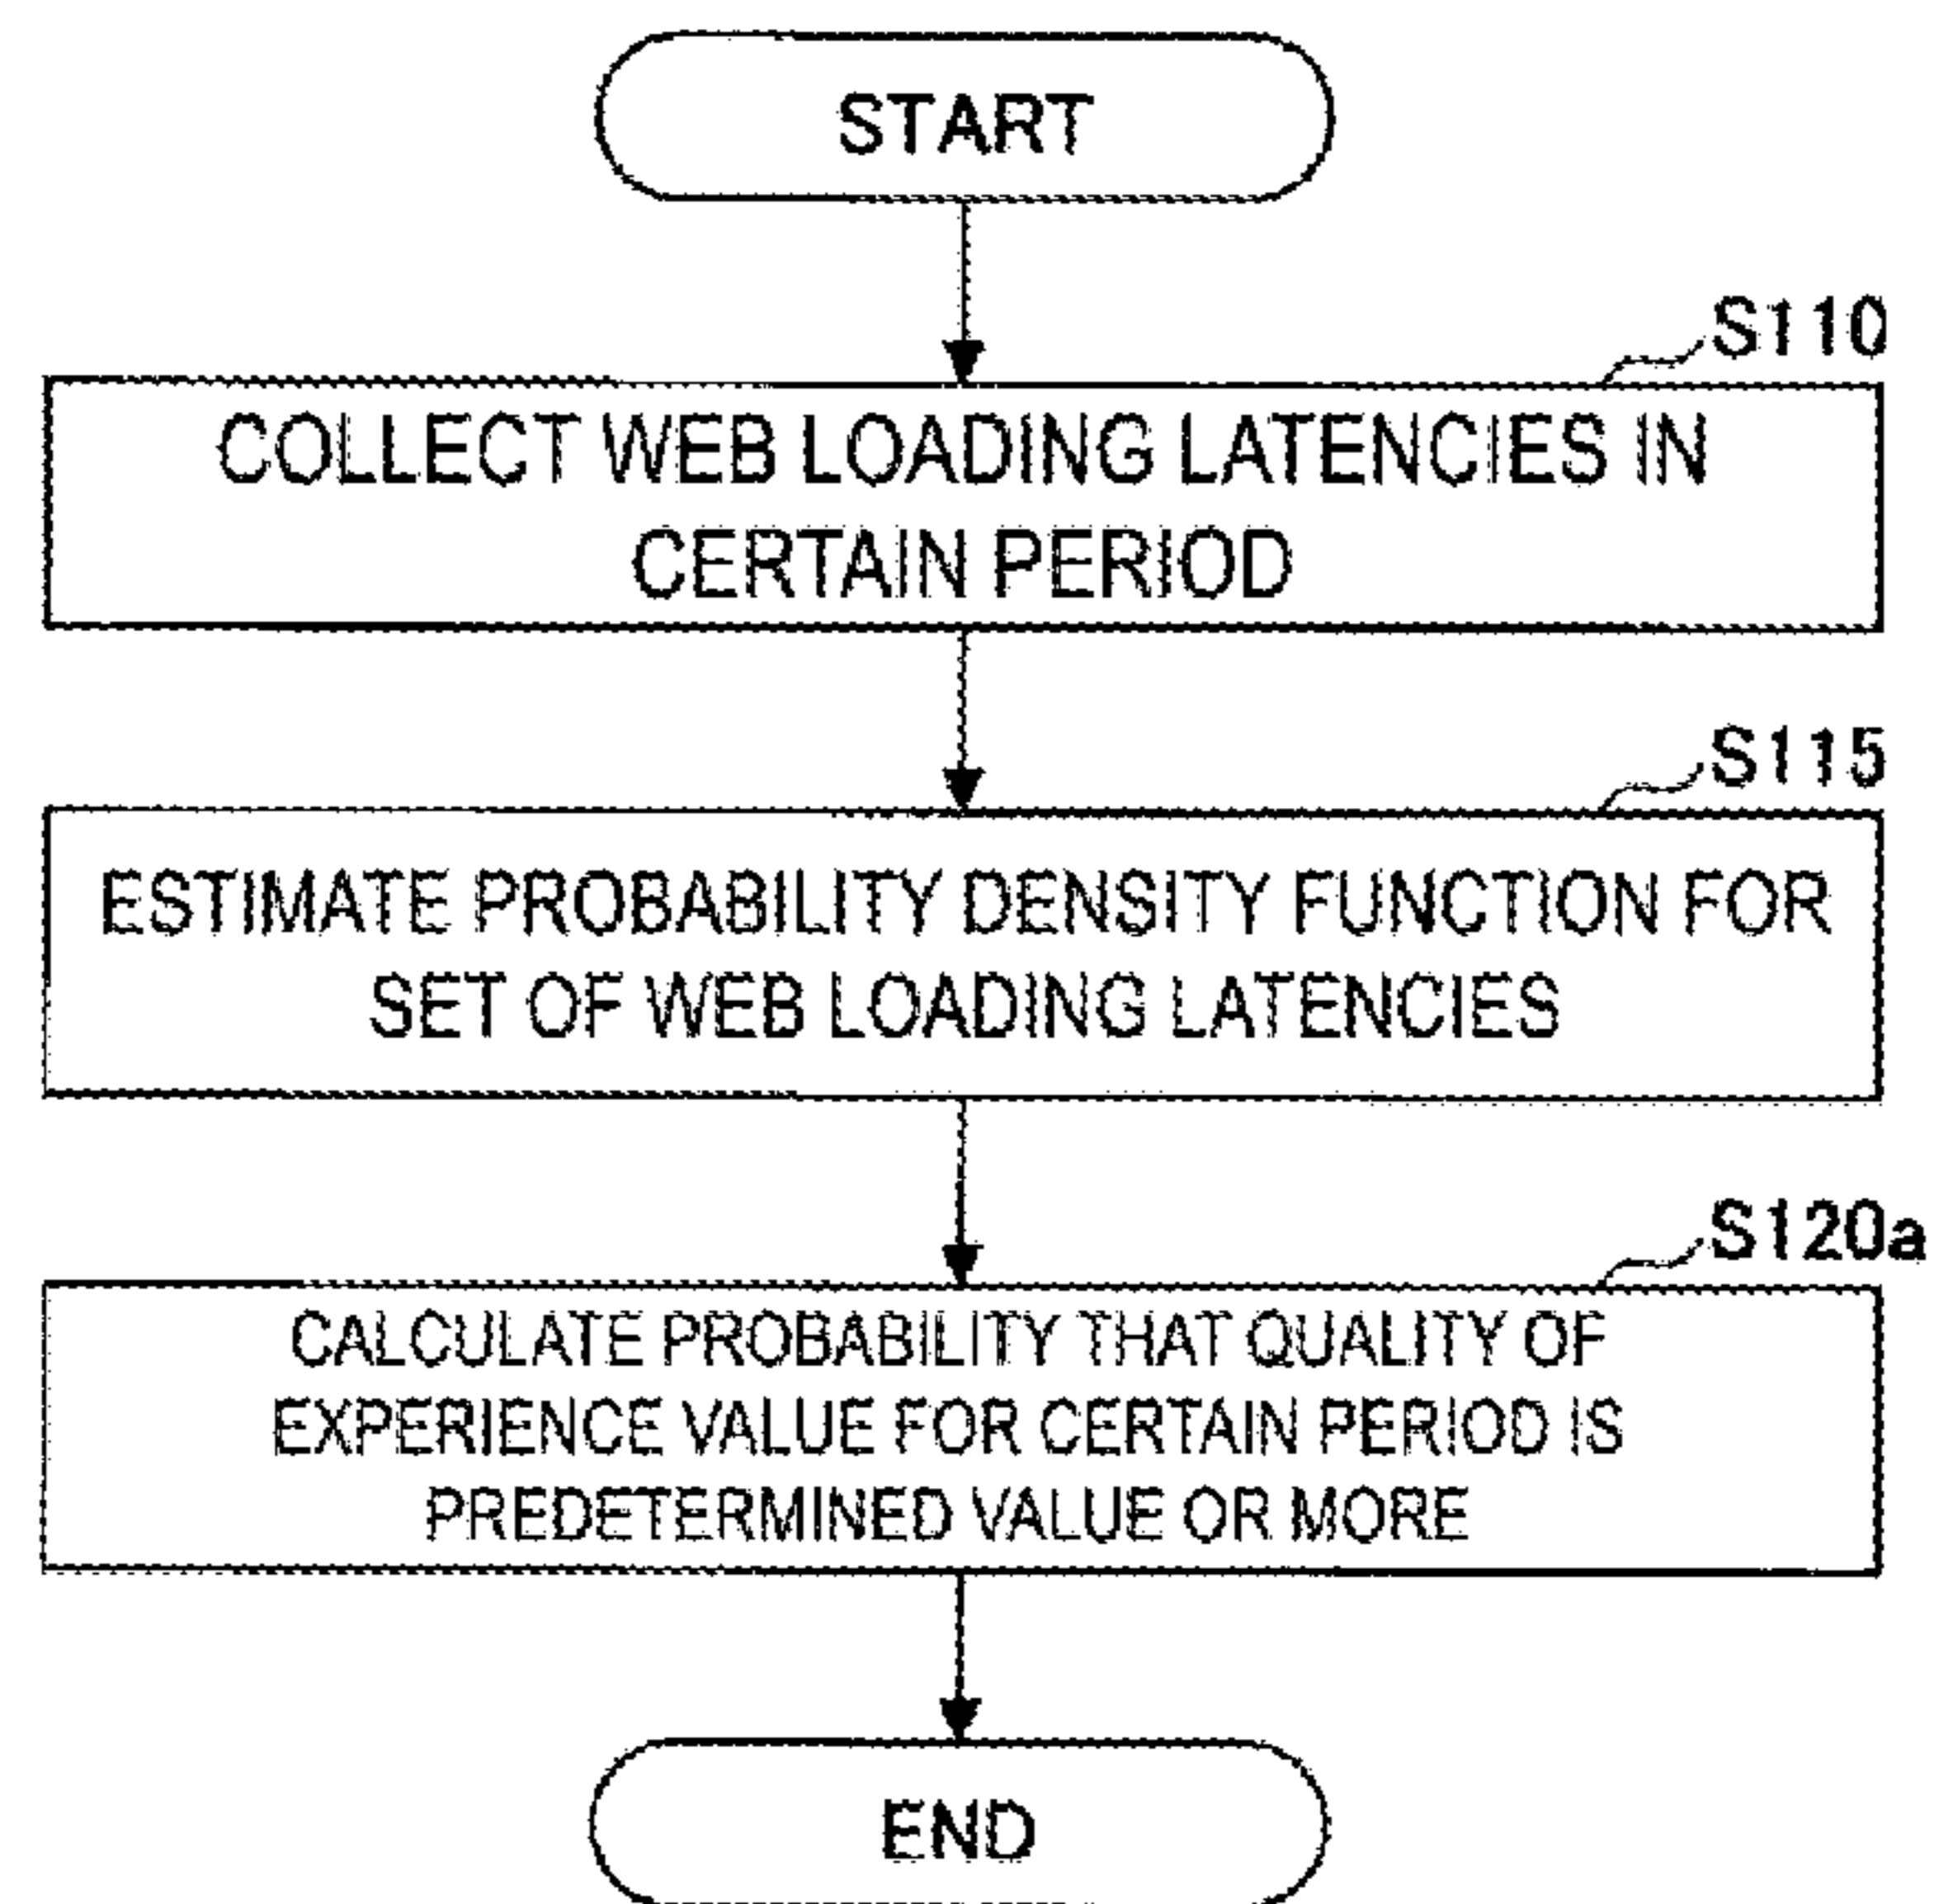 START
S110
COLLECT WEB LOADING LATENCIES IN
CERTAIN PERIOD
S115
ESTIMATE PROBABILITY DENSITY FUNCTION FOR
SET OF WEB LOADING LATENCIES
S120a
CALCULATE PROBABILITY THAT QUALITY OF
EXPERIENCE VALUE FOR CERTAIN PERIOD IS
PREDETERMINED VALUE OR MORE
END